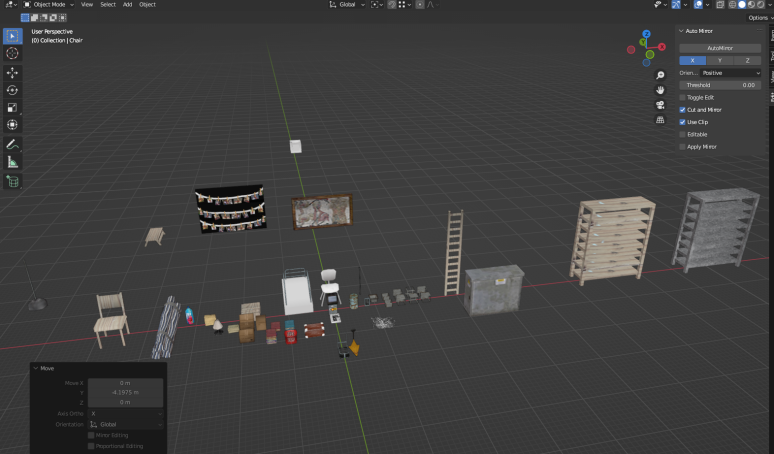 Object Mode View Select Add Object Global
Options
User Perspective
(0) Collection | Chair
X
Y
Z
Auto Mirror
AutoMirror
X Y Z
Orien... Positive
Threshold 0.00
Toggle Edit
Cut and Mirror
Use Clip
Editable
Apply Mirror
Move
Move X 0 m
Y -4.1975 m
Z 0 m
Axis Ortho X
Orientation Global
Mirror Editing
Proportional Editing